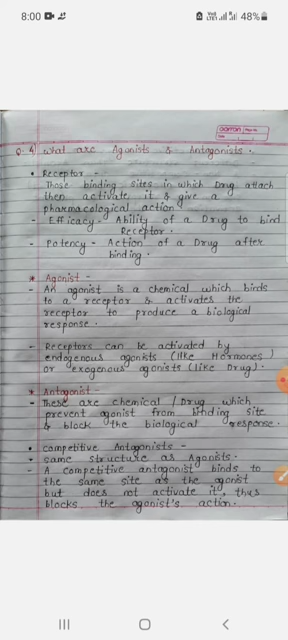 8:00
48%
Q.4 What are Agonists & Antagonists.
• Receptor -
Those binding sites in which Drug attach
then activate it & give a
pharmacological action
- Efficacy- Ability of a Drug to bind
Receptor.
- Potency- Action of a Drug after
binding.
* Agonist -
- An agonist is a chemical which binds
to a receptor & activates the
receptor to produce a biological
response.
- Receptors can be activated by
endogenous agonists (like Hormones)
or exogenous agonists (like Drug).
* Antagonist -
- These are chemical / Drug which
prevent agonist from binding site
& block the biological response.
• Competitive Antagonists -
- same structure as Agonists.
- A competitive antagonist binds to
the same site as the agonist
but does not activate it, thus
blocks the agonist's action.